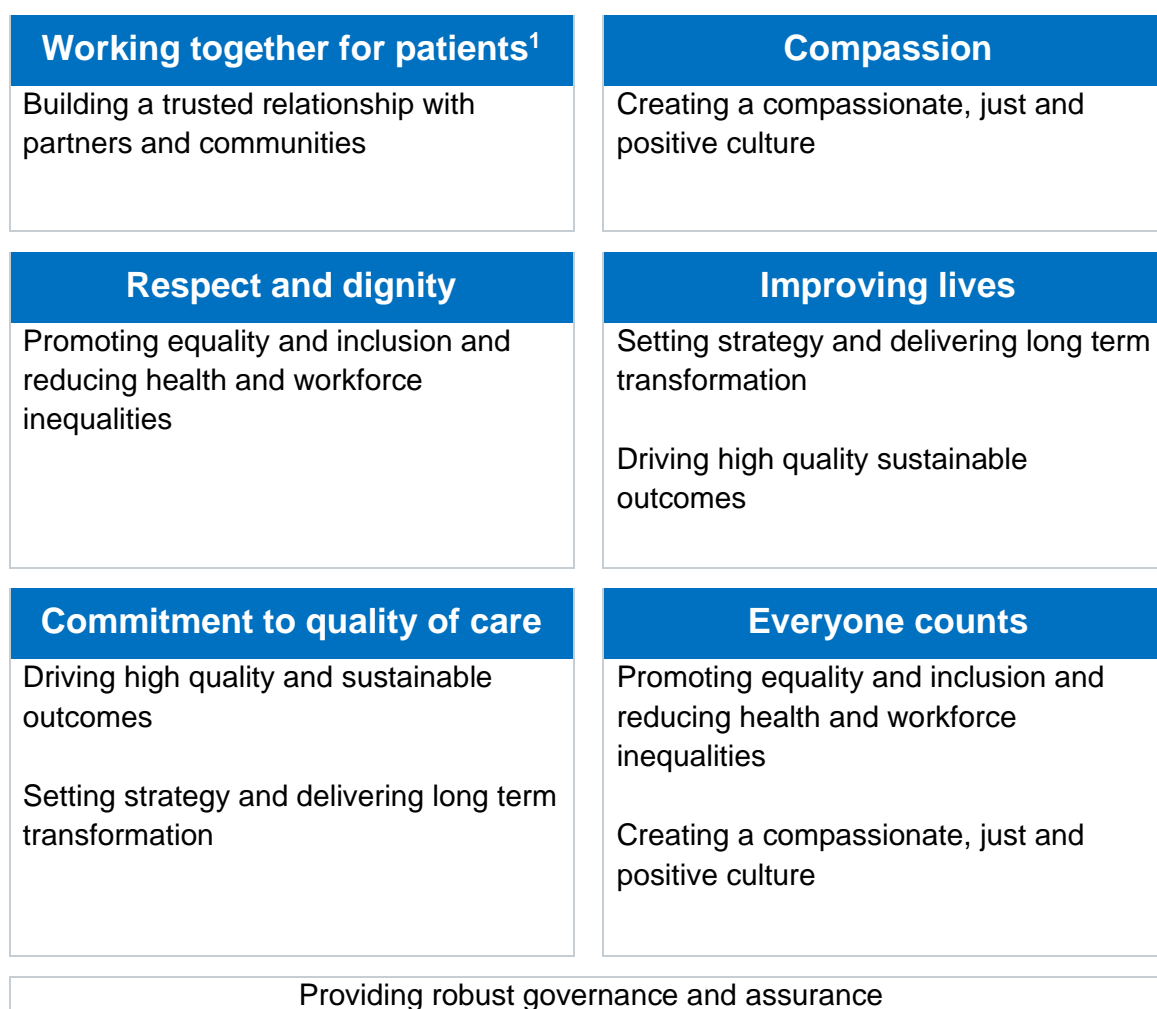 Working together for patients¹
Building a trusted relationship with
partners and communities
Compassion
Creating a compassionate, just and
positive culture
Respect and dignity
Promoting equality and inclusion and
reducing health and workforce
inequalities
Improving lives
Setting strategy and delivering long term
transformation
Driving high quality sustainable
outcomes
Commitment to quality of care
Driving high quality and sustainable
outcomes
Setting strategy and delivering long term
transformation
Everyone counts
Promoting equality and inclusion and
reducing health and workforce
inequalities
Creating a compassionate, just and
positive culture
Providing robust governance and assurance